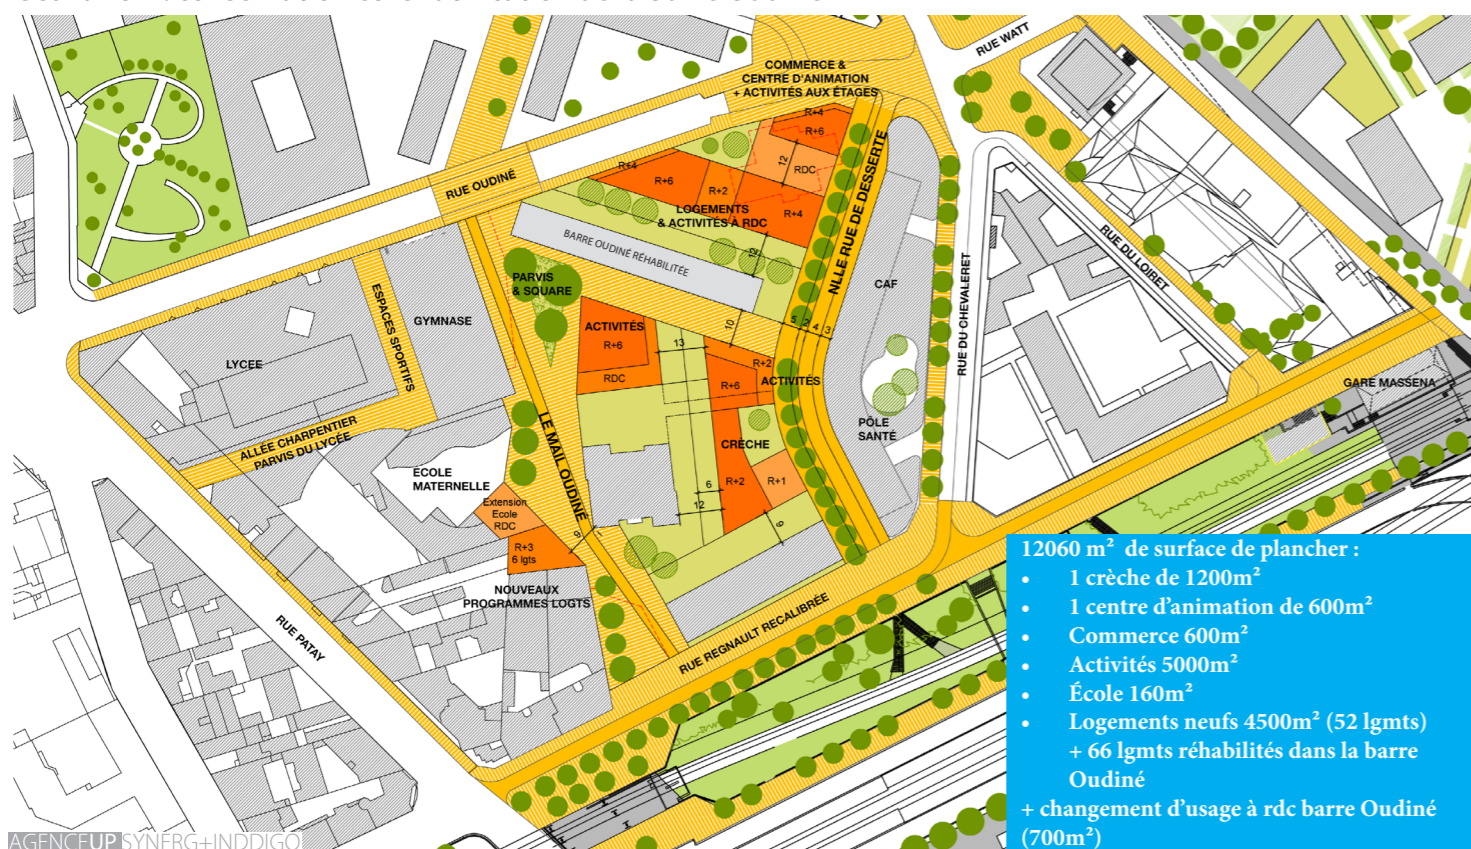 RUE WATT
COMMERCE &
CENTRE D'ANIMATION
+ ACTIVITÉS AUX ÉTAGES
R+4
R+6
12
RDC
R+4
R+6
R+2
R+4
RUE OUDINÉ
LOGEMENTS
& ACTIVITÉS À RDC
NLLE RUE DE DESSERTE
BARRE OUDINÉ RÉHABILITÉE
12
RUE DU LOIRET
PARVIS
& SQUARE
CAF
RUE DU CHEVALERET
ESPACES SPORTIFS
GYMNASE
LYCEE
ACTIVITÉS
R+6
RDC
13
10
5 2 4 3
R+2
R+6
ACTIVITÉS
GARE MASSENA
ALLÉE CHARPENTIER
PARVIS DU LYCÉE
LE MAIL OUDINÉ
PÔLE
SANTÉ
CRÈCHE
ECOLE
MATERNELLE
R+2
R+1
6
12
Extension
Ecole
RDC
R+3
6 lgts
NOUVEAUX
PROGRAMMES LOGTS
RUE PATAY
RUE REGNAULT RECALIBRÉE
12060 m² de surface de plancher :
• 1 crèche de 1200m²
• 1 centre d'animation de 600m²
• Commerce 600m²
• Activités 5000m²
• École 160m²
• Logements neufs 4500m² (52 lgmts)
+ 66 lgmts réhabilités dans la barre
Oudiné
+ changement d'usage à rdc barre Oudiné
(700m²)
AGENCEUP SYNERG+INDDIGO